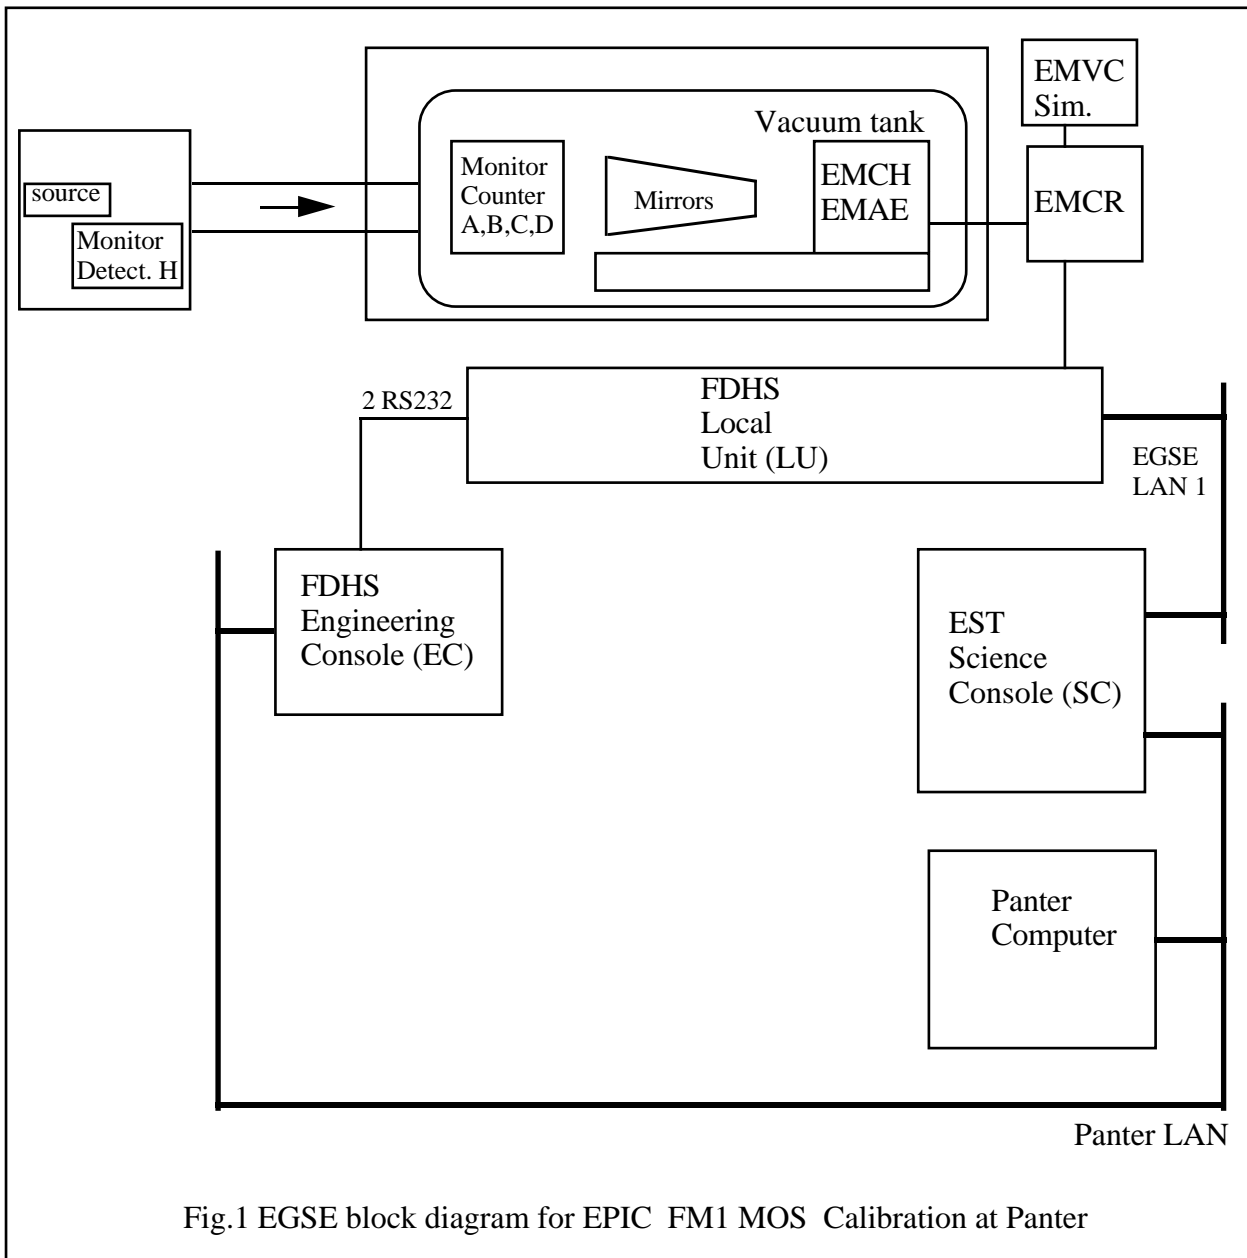 EMVC
Sim.
Vacuum tank
source
Monitor
Detect. H
Monitor
Counter
A,B,C,D
Mirrors
EMCH
EMAE
EMCR
2 RS232
FDHS
Local
Unit (LU)
EGSE
LAN 1
FDHS
Engineering
Console (EC)
EST
Science
Console (SC)
Panter
Computer
Panter LAN
Fig.1 EGSE block diagram for EPIC FM1 MOS Calibration at Panter